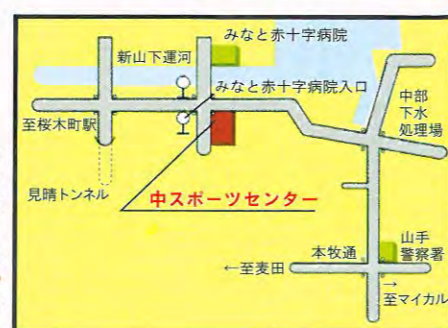 みなと赤十字病院
新山下運河
みなと赤十字病院入口
中部
下水
処理場
至桜木町駅
見晴トンネル
中スポーツセンター
山手
警察署
本牧通
←至麦田
→
至マイカル